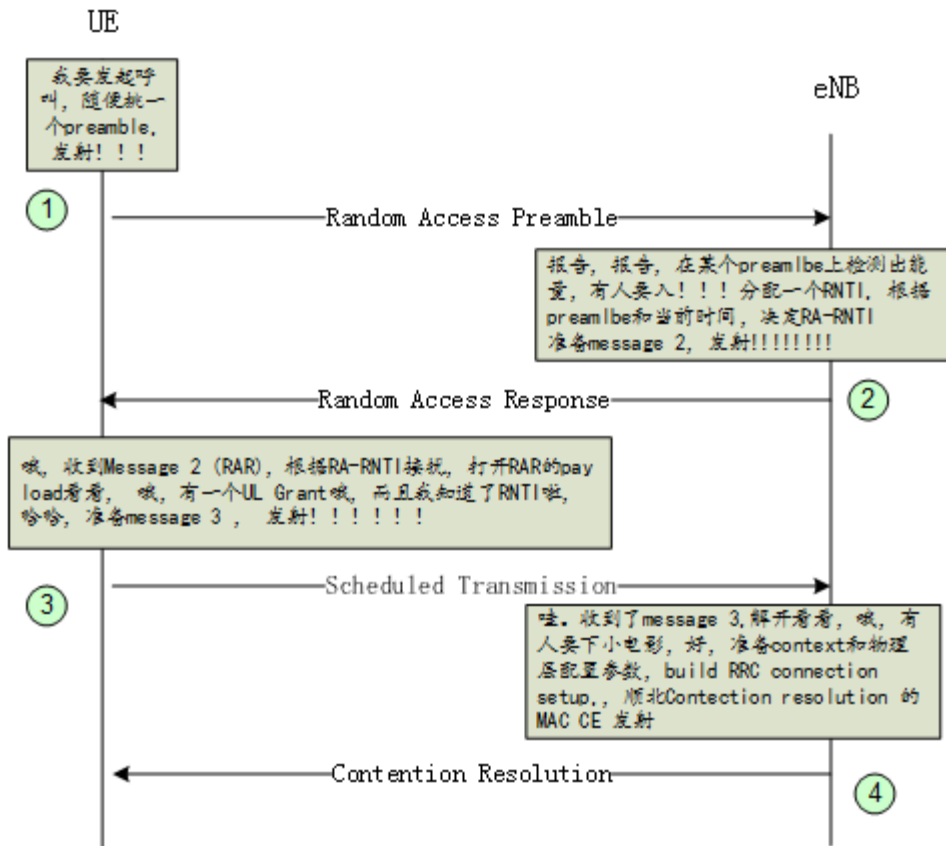 UE
我要发起呼
叫, 随便挑一
个preamble,
发射! ! !
eNB
1
Random Access Preamble
报告, 报告, 在某个preamlbe上检测出能
量, 有人要入! ! ! 分配一个RNTI, 根据
preamlbe和当前时间, 决定RA-RNTI
准备message 2, 发射!!!!!!!!
Random Access Response
2
哦, 收到Message 2 (RAR), 根据RA-RNTI接扰, 打开RAR的pay
load看看, 哦, 有一个UL Grant哦, 而且我知道了RNTI啦,
哈哈, 准备message 3 , 发射! ! ! ! ! !
Scheduled Transmission
3
哇。收到了message 3,解开看看, 哦, 有
人要下小电影, 好, 准备context和物理
层配置参数, build RRC connection
setup., 顺北Contection resolution 的
MAC CE 发射
Contention Resolution
4